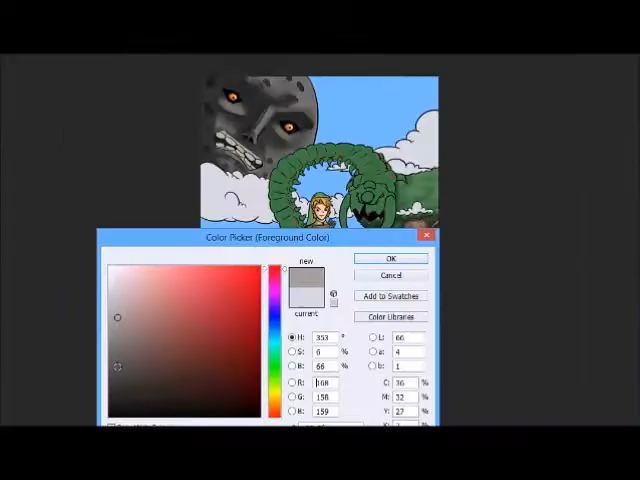 Color Picker (Foreground Color)
new
current
OK
Cancel
Add to Swatches
Color Libraries
H: 353 °
L: 66
S: 6 %
a: 4
B: 66 %
b: 1
R: 168
C: 36 %
G: 158
M: 32 %
B: 159
Y: 27 %